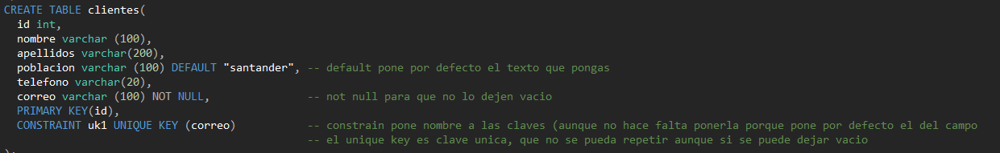 CREATE TABLE clientes(
id int,
nombre varchar (100),
apellidos varchar(200),
poblacion varchar (100) DEFAULT "santander", -- default pone por defecto el texto que pongas
telefono varchar(20),
correo varchar (100) NOT NULL, -- not null para que no lo dejen vacio
PRIMARY KEY(id),
CONSTRAINT uk1 UNIQUE KEY (correo) -- constrain pone nombre a las claves (aunque no hace falta ponerla porque pone por defecto el del campo
-- el unique key es clave unica, que no se pueda repetir aunque si se puede dejar vacio